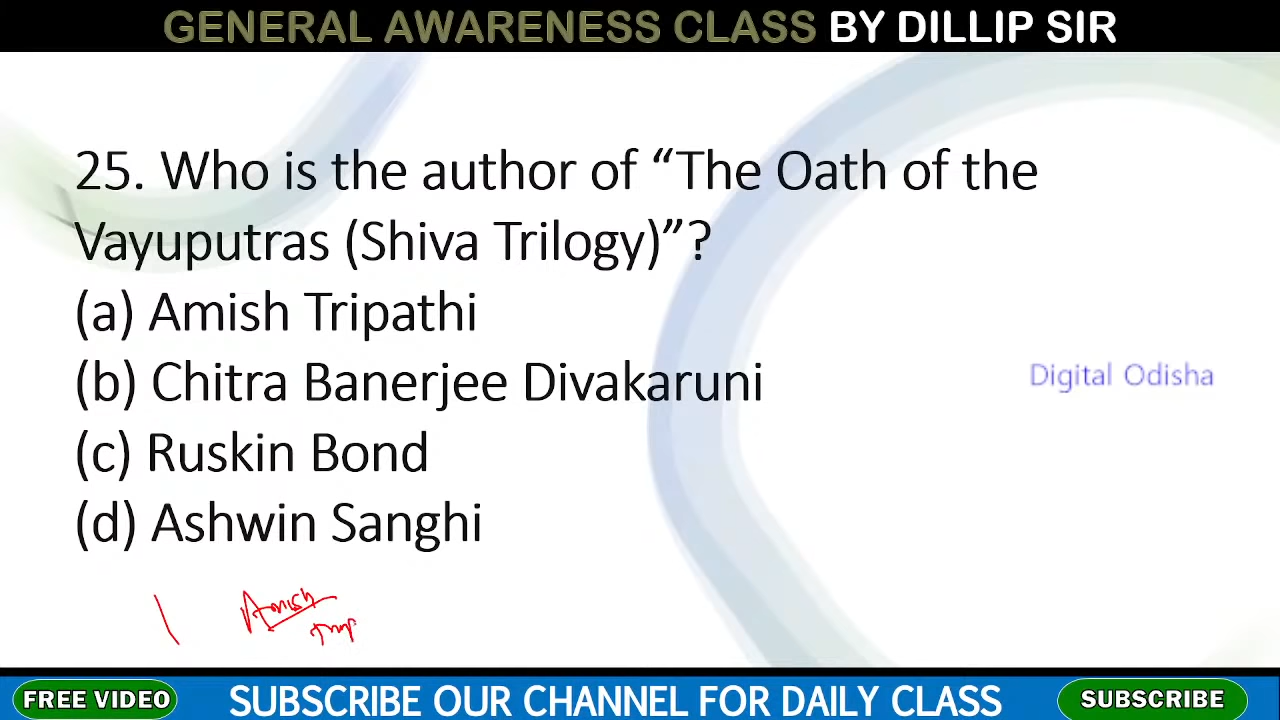 GENERAL AWARENESS CLASS BY DILLIP SIR
25. Who is the author of “The Oath of the
Vayuputras (Shiva Trilogy)”?
(a) Amish Tripathi
(b) Chitra Banerjee Divakaruni
Digital Odisha
(c) Ruskin Bond
(d) Ashwin Sanghi
Amish
FREE VIDEO
SUBSCRIBE OUR CHANNEL FOR DAILY CLASS
SUBSCRIBE